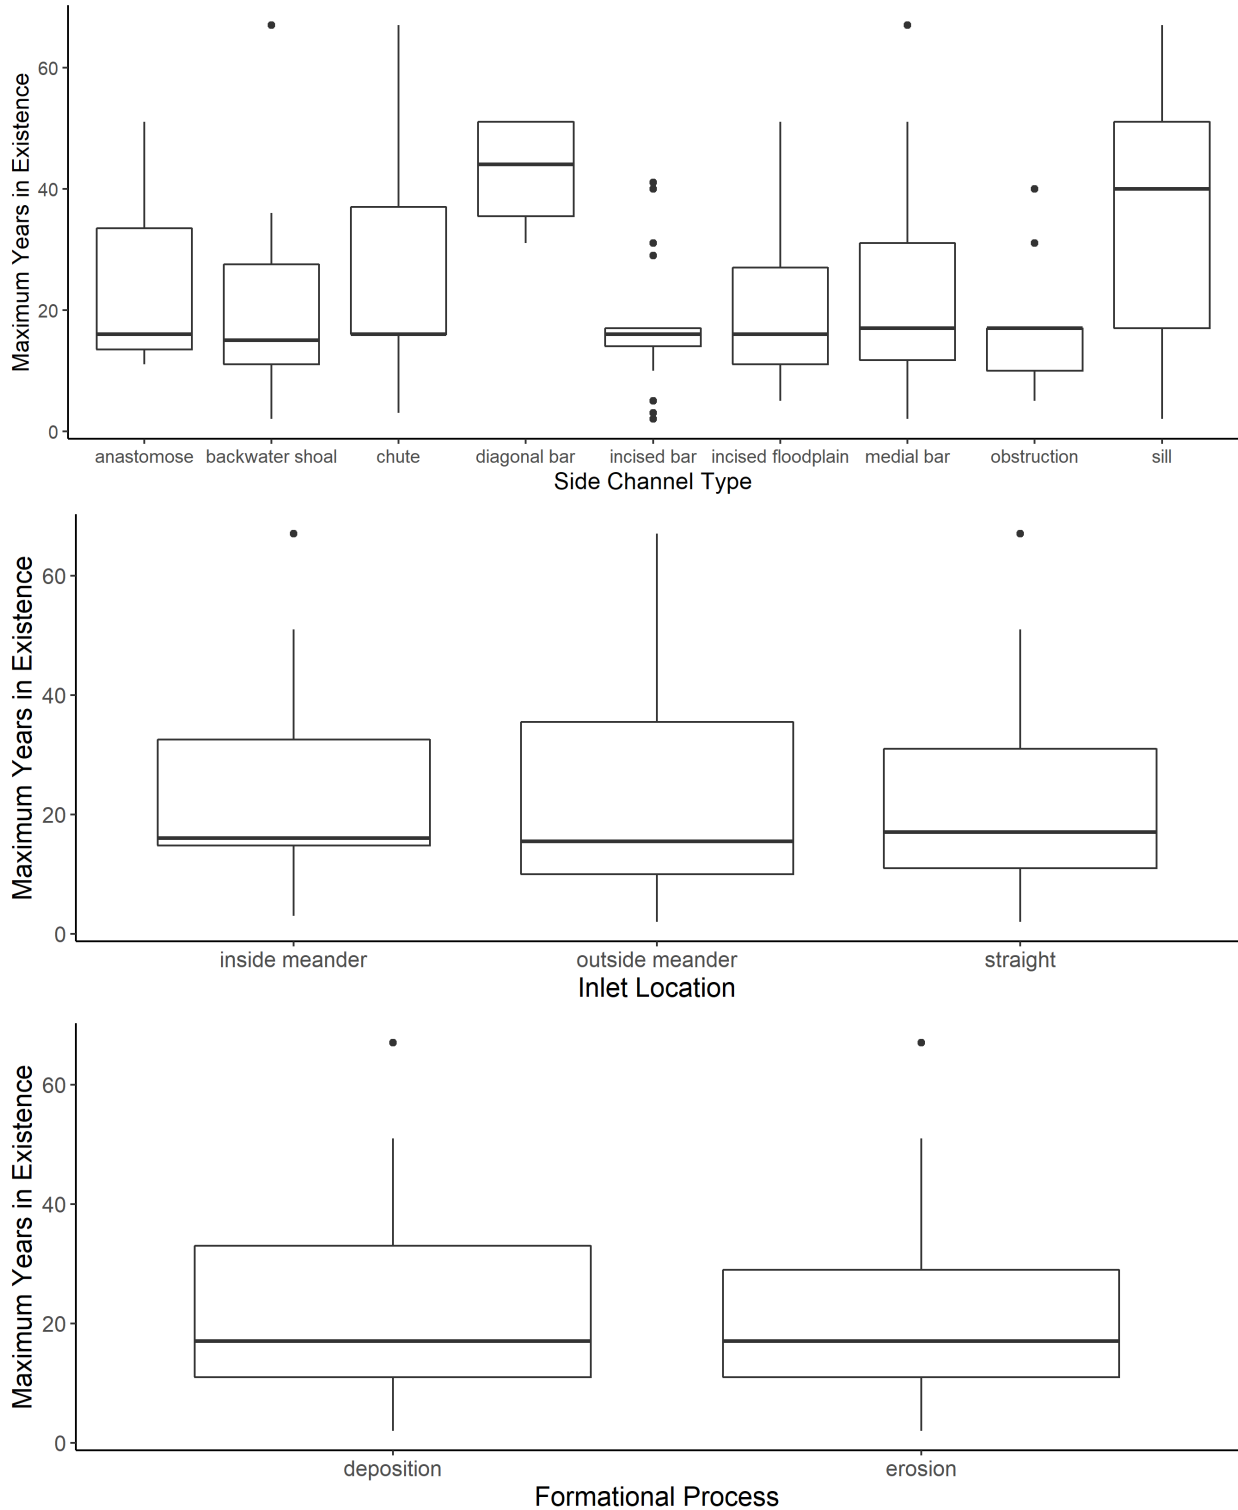 Maximum Years in Existence
60
40
20
0
anastomose backwater shoal chute diagonal bar incised bar incised floodplain medial bar obstruction sill
Side Channel Type
Maximum Years in Existence
60
40
20
0
inside meander outside meander straight
Inlet Location
Maximum Years in Existence
60
40
20
0
deposition erosion
Formational Process